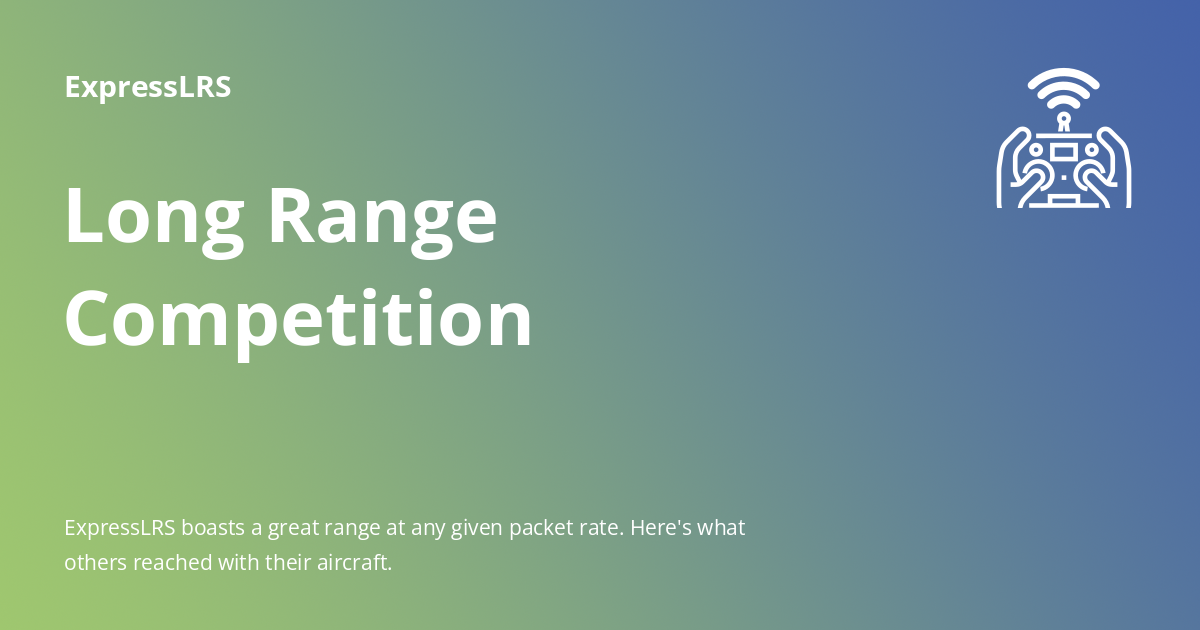 ExpressLRS
Long Range
Competition
ExpressLRS boasts a great range at any given packet rate. Here's what
others reached with their aircraft.